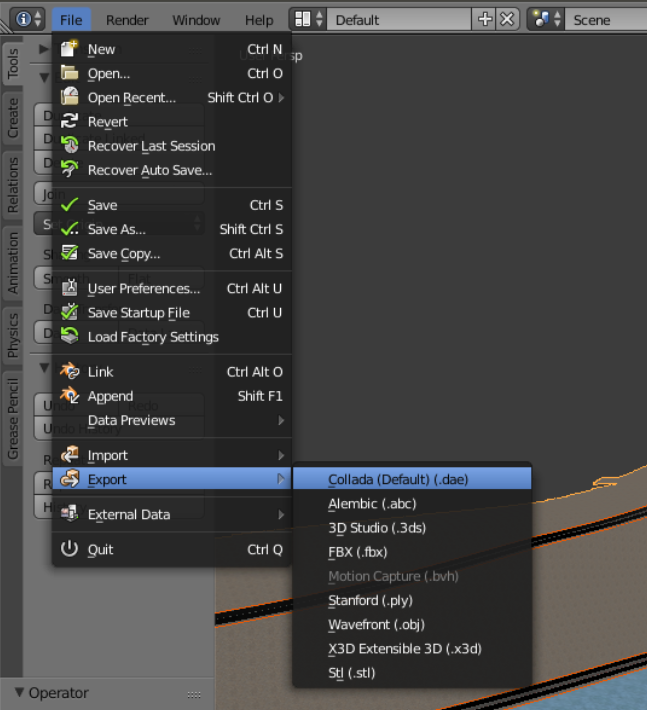 File Render Window Help Default Scene
Tools
Create
Relations
Animation
Physics
Grease Pencil
New Ctrl N
Open... Ctrl O
Open Recent... Shift Ctrl O
Revert
Recover Last Session
Recover Auto Save...
Save Ctrl S
Save As... Shift Ctrl S
Save Copy... Ctrl Alt S
User Preferences... Ctrl Alt U
Save Startup File Ctrl U
Load Factory Settings
Link Ctrl Alt O
Append Shift F1
Data Previews
Import
Export
External Data
Quit Ctrl Q
Collada (Default) (.dae)
Alembic (.abc)
3D Studio (.3ds)
FBX (.fbx)
Motion Capture (.bvh)
Stanford (.ply)
Wavefront (.obj)
X3D Extensible 3D (.x3d)
Stl (.stl)
Operator